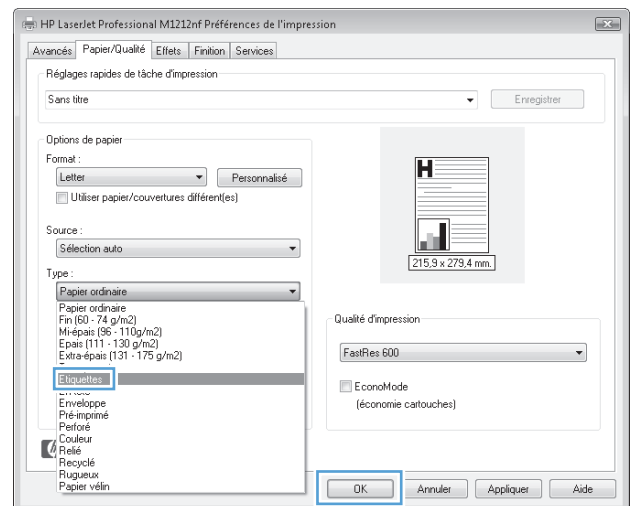 HP LaserJet Professional M1212nf Préférences de l'impression
Avancés Papier/Qualité Effets Finition Services
Réglages rapides de tâche d'impression
Sans titre
Enregistrer
Options de papier
Format :
Letter
Personnalisé
Utiliser papier/couvertures différent(es)
Source :
Sélection auto
Type :
Papier ordinaire
Papier ordinaire
Fin (60 - 74 g/m2)
Mi-épais (96 - 110g/m2)
Epais (111 - 130 g/m2)
Extra-épais (131 - 175 g/m2)
Etiquettes
Enveloppe
Pré-imprimé
Perforé
Couleur
Relié
Recyclé
Rugueux
Papier vélin
H
215,9 x 279,4 mm.
Qualité d'impression
FastRes 600
EconoMode
(économie cartouches)
OK Annuler Appliquer Aide